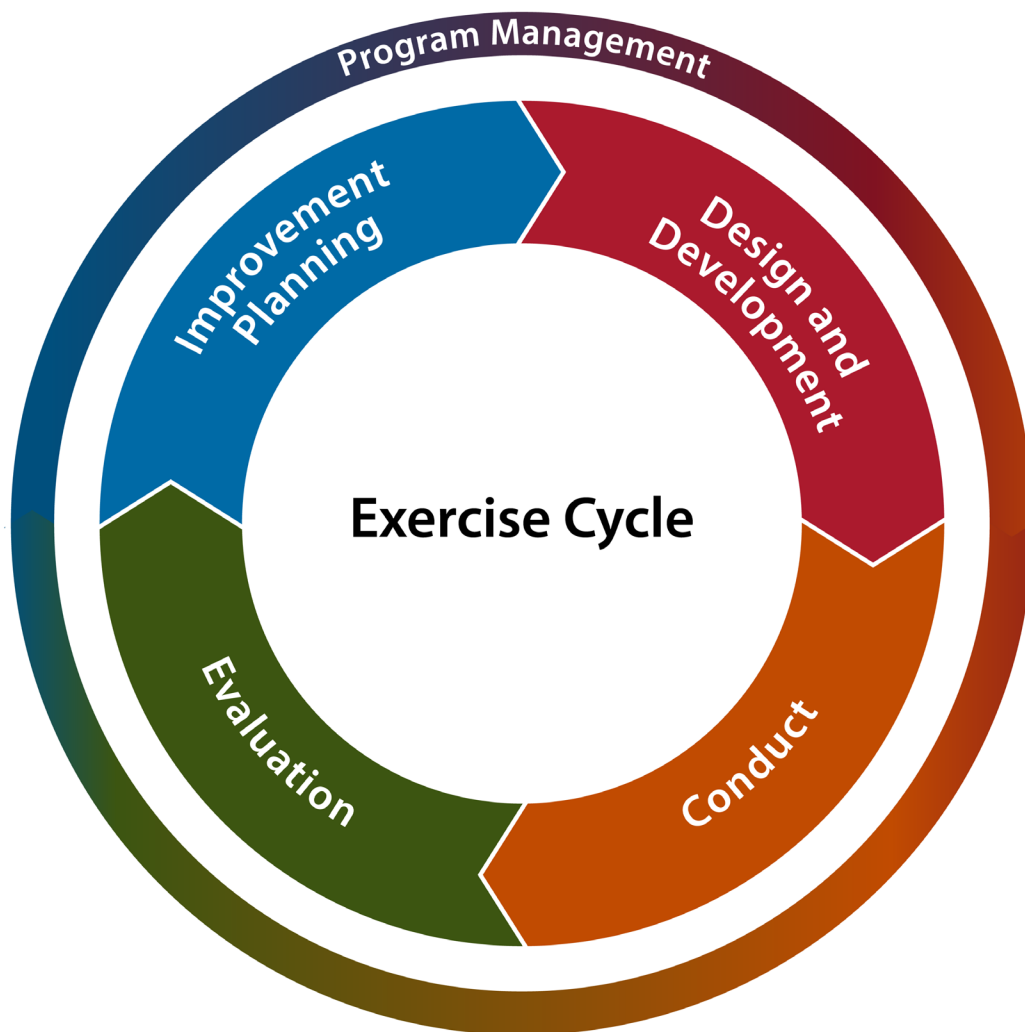 Program Management
Improvement
Planning
Design and
Development
Exercise Cycle
Evaluation
Conduct